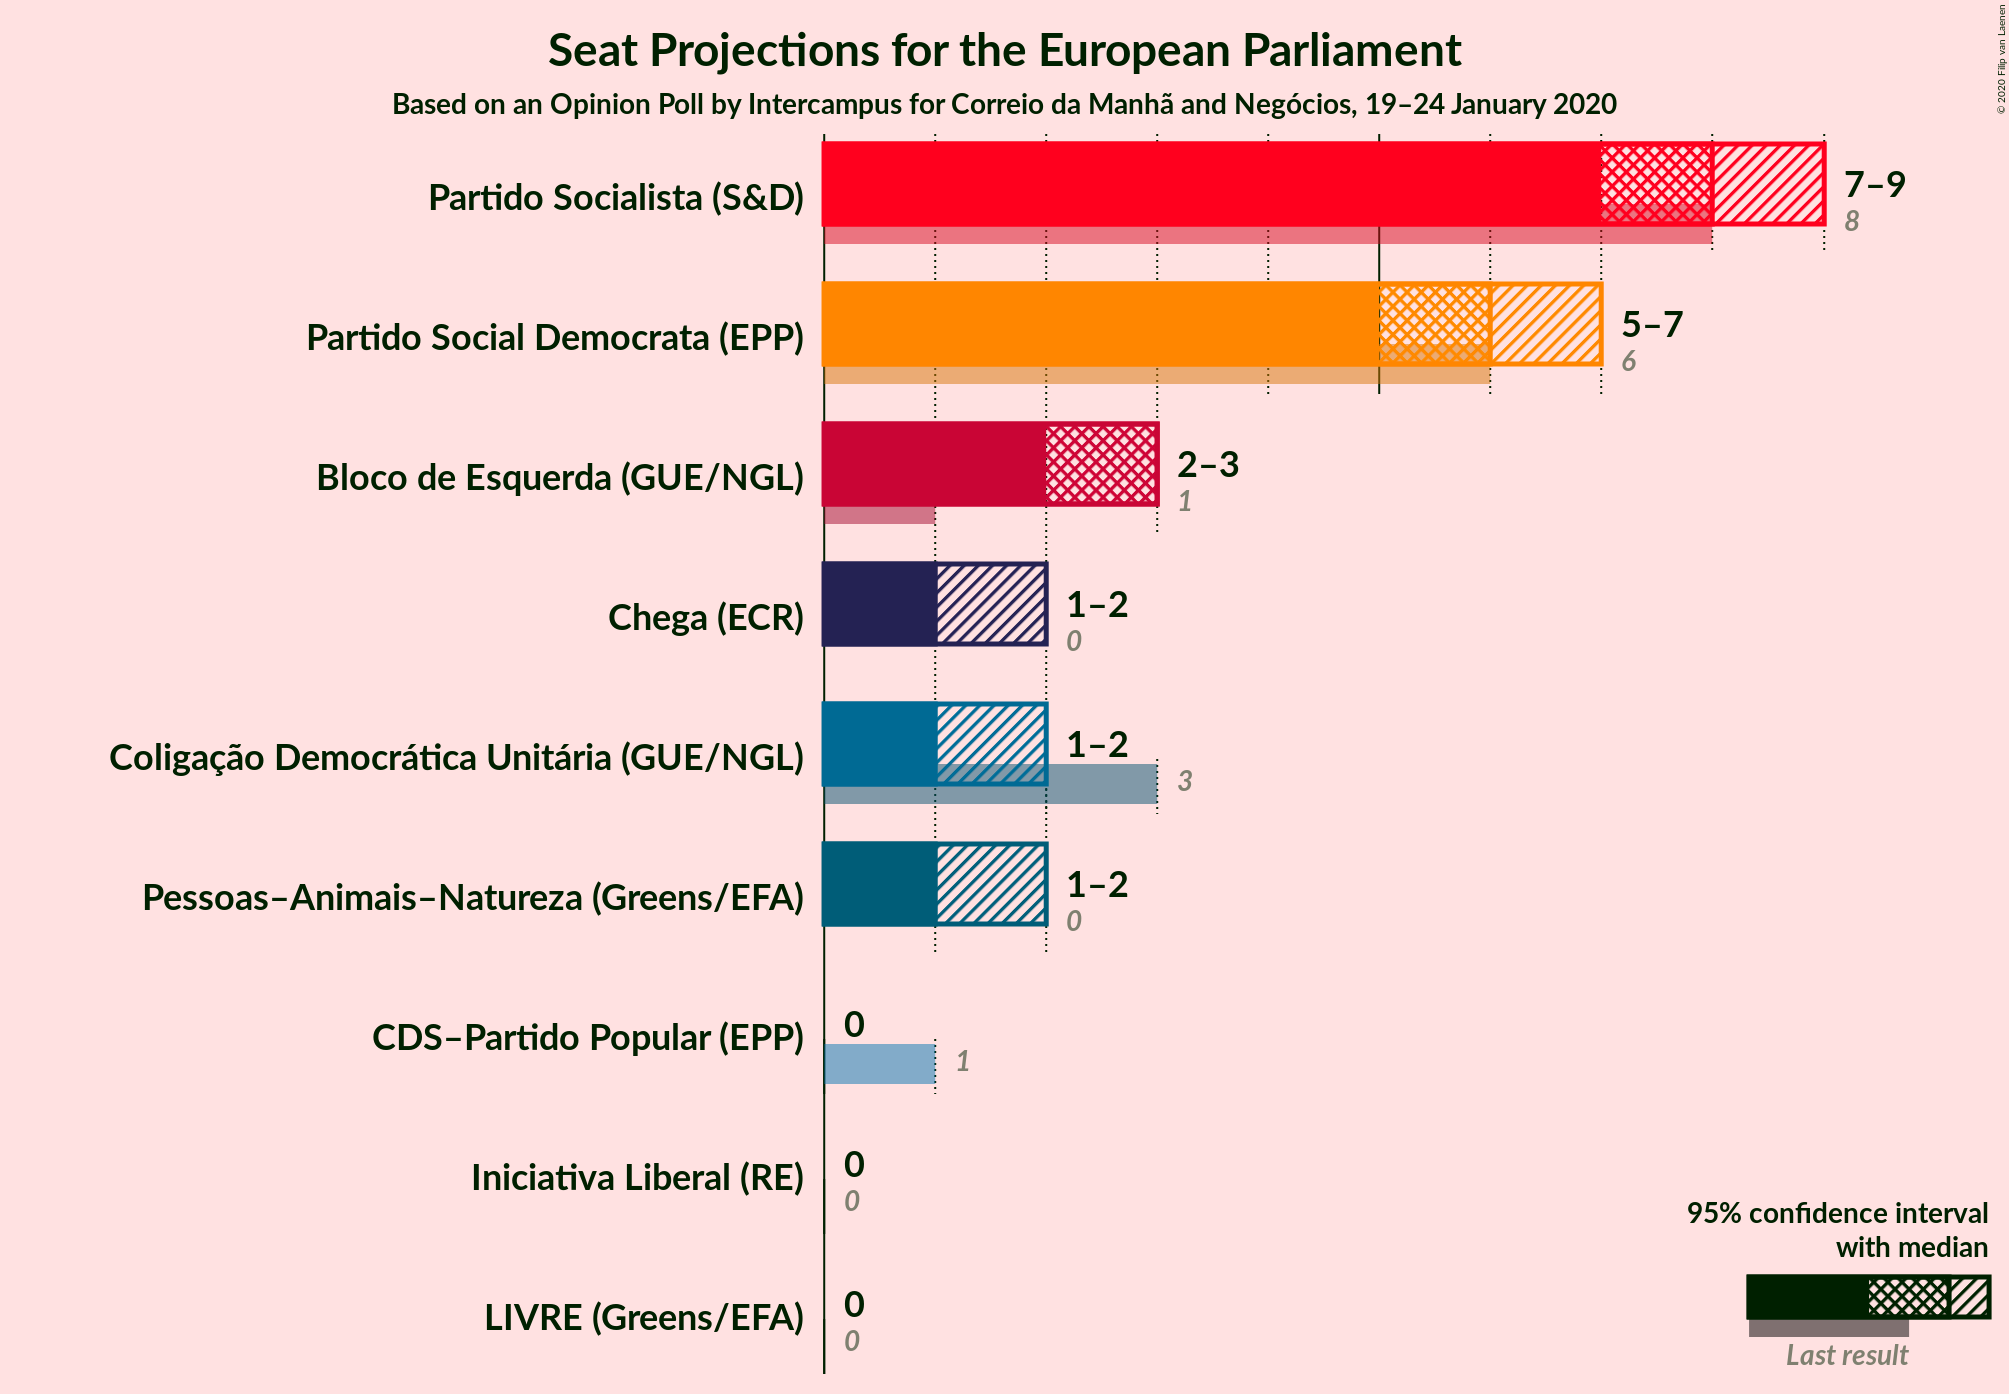 Seat Projections for the European Parliament
Based on an Opinion Poll by Intercampus for Correio da Manhã and Negócios, 19–24 January 2020
© 2020 Filip van Laenen
Partido Socialista (S&D)
7–9
8
Partido Social Democrata (EPP)
5–7
6
Bloco de Esquerda (GUE/NGL)
2–3
1
Chega (ECR)
1–2
0
Coligação Democrática Unitária (GUE/NGL)
1–2
3
Pessoas–Animais–Natureza (Greens/EFA)
1–2
0
CDS–Partido Popular (EPP)
0
1
Iniciativa Liberal (RE)
0
0
LIVRE (Greens/EFA)
0
0
95% confidence interval
with median
Last result